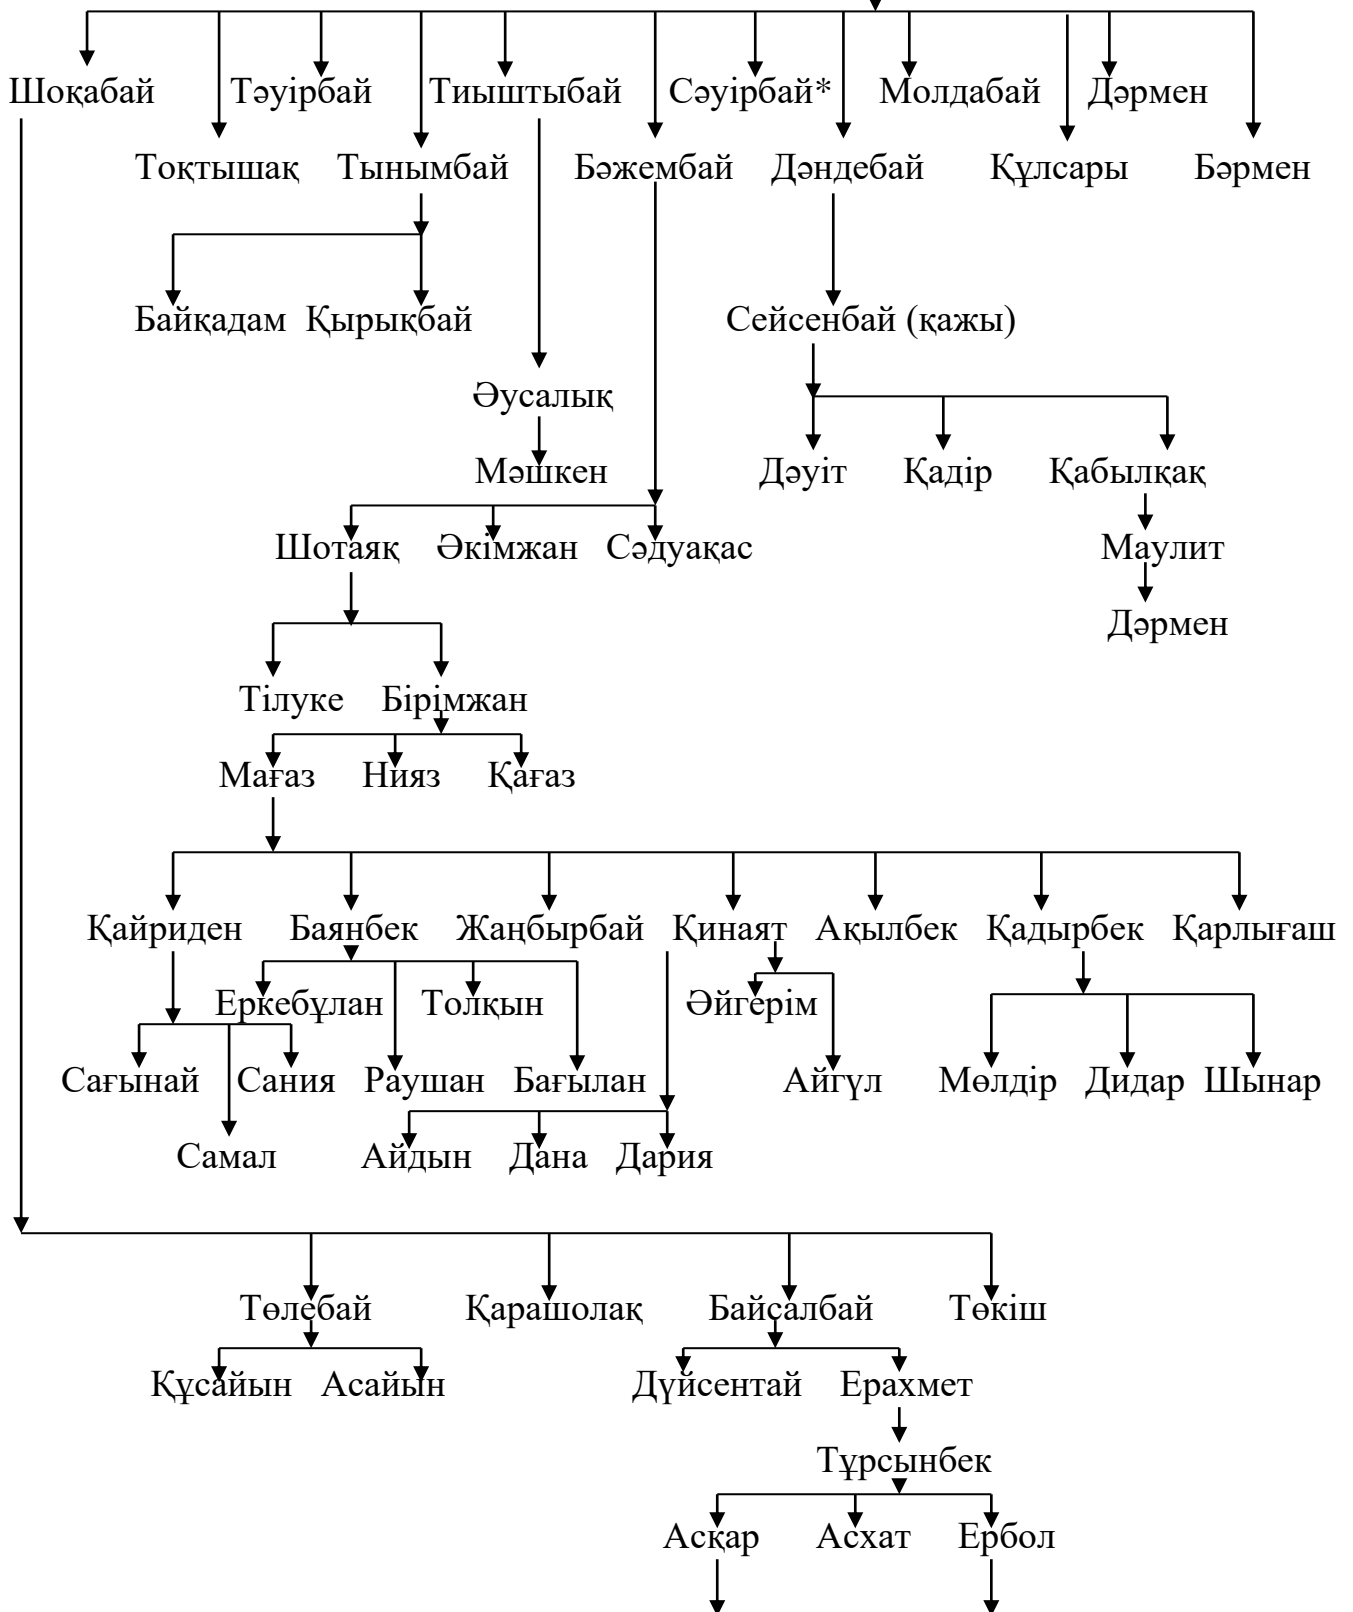 Шоқабай Тәуірбай Тиыштыбай Сәуірбай* Молдабай Дәрмен
Тоқтышақ Тынымбай Бәжембай Дәндебай Құлсары Бәрмен
Байқадам Қырықбай Сейсенбай (қажы)
Әусалық
Мәшкен Дәуіт Қадір Қабылқақ
Шотаяқ Әкімжан Сәдуақас Маулит
Дәрмен
Тілуке Бірімжан
Мағаз Нияз Қағаз
Қайриден Баянбек Жаңбырбай Қинаят Ақылбек Қадырбек Қарлығаш
Еркебұлан Толқын Әйгерім
Сағынай Сания Раушан Бағылан Айгүл Мөлдір Дидар Шынар
Самал Айдын Дана Дария
Төлебай Қарашолақ Байсалбай Төкіш
Құсайын Асайын Дүйсентай Ерахмет
Тұрсынбек
Асқар Асхат Ербол